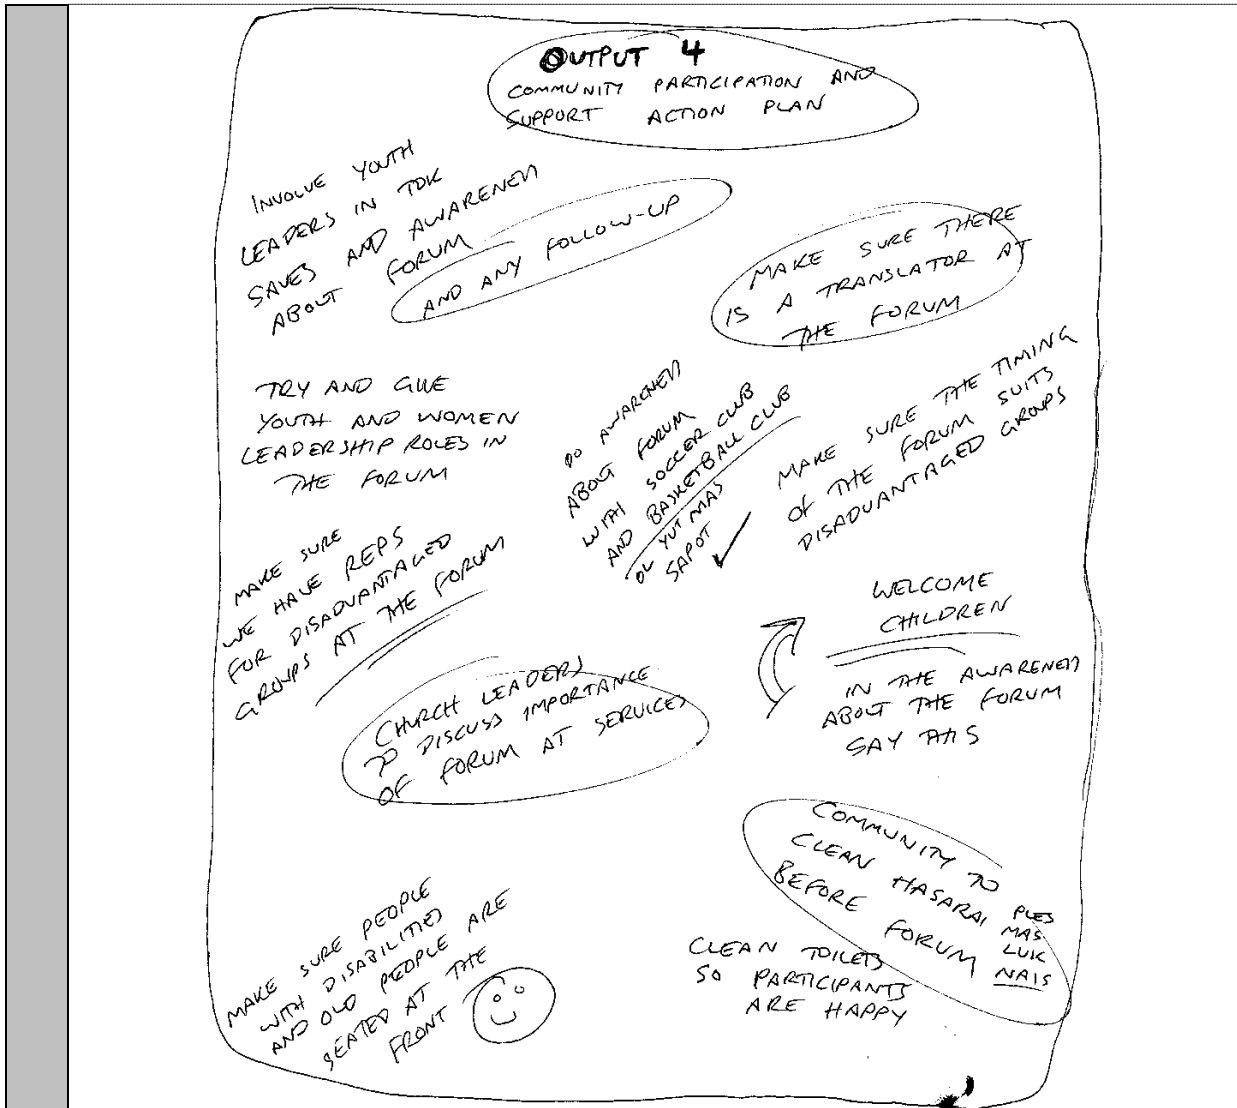 OUTPUT 4
COMMUNITY PARTICIPATION AND
SUPPORT ACTION PLAN
INVOLVE YOUTH
LEADERS IN TOK
SAVES AND AWARENESS
ABOUT FORUM
AND ANY FOLLOW-UP
MAKE SURE THERE
IS A TRANSLATOR AT
THE FORUM
TRY AND GIVE
YOUTH AND WOMEN
LEADERSHIP ROLES IN
THE FORUM
DO AWARENESS
ABOUT FORUM
WITH SOCCER CLUB
AND BASKETBALL CLUB
OL YUT MAS
SAPOT
MAKE SURE THE TIMING
OF THE FORUM SUITS
DISADVANTAGED GROUPS
MAKE SURE
WE HAVE REPS
FOR DISADVANTAGED
GROUPS AT THE FORUM
WELCOME
CHILDREN
IN THE AWARENESS
ABOUT THE FORUM
SAY THIS
CHURCH LEADERS
TO DISCUSS IMPORTANCE
OF FORUM AT SERVICES
COMMUNITY TO
CLEAN HASARAI
BEFORE FORUM
PLES
MAS
LUK
NAIS
CLEAN TOILETS
SO PARTICIPANTS
ARE HAPPY
MAKE SURE PEOPLE
WITH DISABILITIES
AND OLD PEOPLE ARE
SEATED AT THE
FRONT